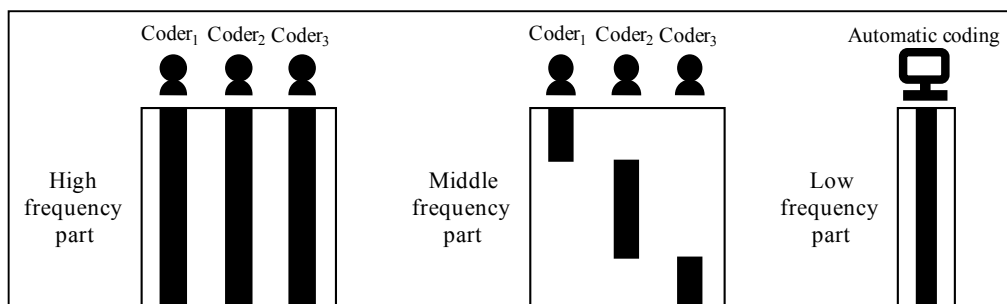 Coder₁ Coder₂ Coder₃
High
frequency
part
Coder₁ Coder₂ Coder₃
Middle
frequency
part
Automatic coding
Low
frequency
part